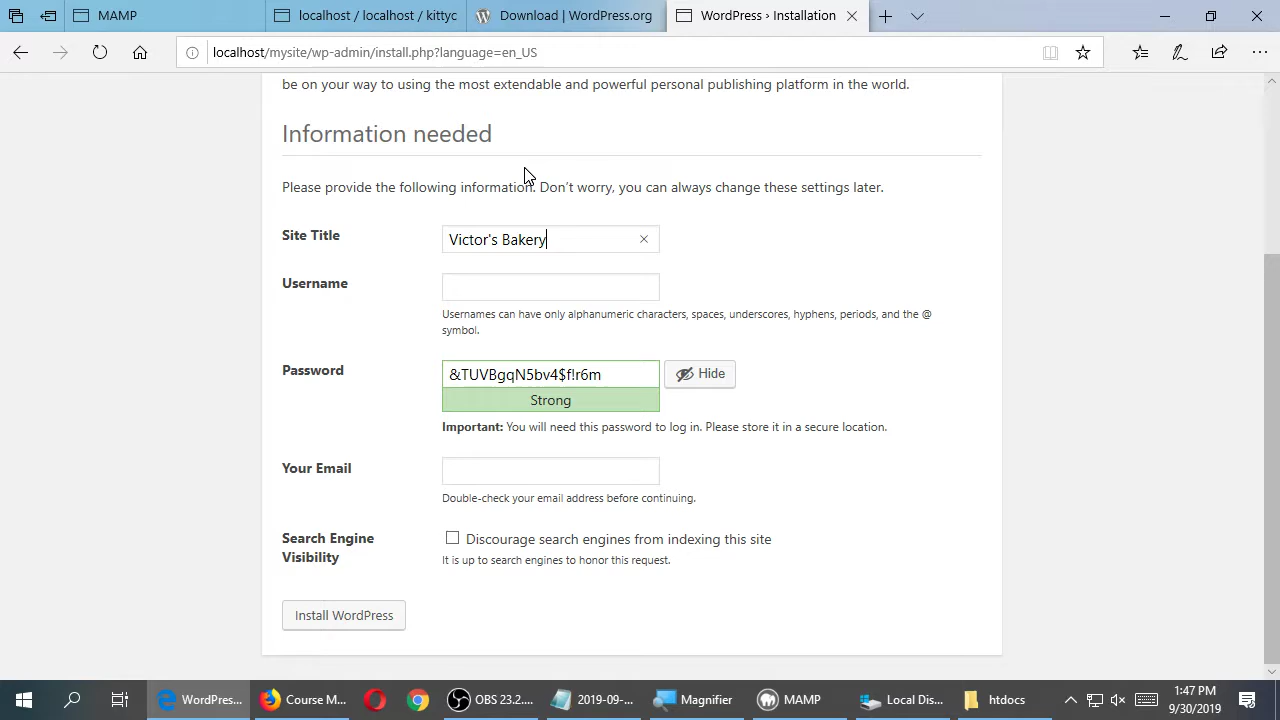 MAMP
localhost / localhost / kittyc
Download | WordPress.org
WordPress › Installation
localhost/mysite/wp-admin/install.php?language=en_US
be on your way to using the most extendable and powerful personal publishing platform in the world.
Information needed
Please provide the following information. Don't worry, you can always change these settings later.
Site Title
Victor's Bakery
Username
Usernames can have only alphanumeric characters, spaces, underscores, hyphens, periods, and the @
symbol.
Password
&TUVBgqN5bv4$f!r6m
Hide
Strong
Important: You will need this password to log in. Please store it in a secure location.
Your Email
Double-check your email address before continuing.
Search Engine
Visibility
Discourage search engines from indexing this site
It is up to search engines to honor this request.
Install WordPress
WordPres...
Course M...
OBS 23.2....
2019-09-...
Magnifier
MAMP
Local Dis...
htdocs
1:47 PM
9/30/2019